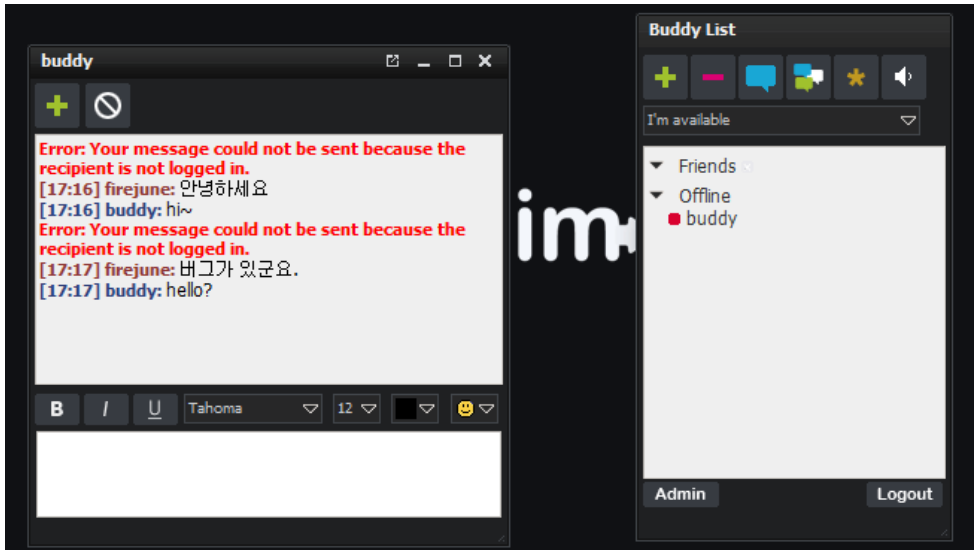 buddy
Error: Your message could not be sent because the
recipient is not logged in.
[17:16] firejune: 안녕하세요
[17:16] buddy: hi~
Error: Your message could not be sent because the
recipient is not logged in.
[17:17] firejune: 버그가 있군요.
[17:17] buddy: hello?
B I U Tahoma 12
im
Buddy List
I'm available
Friends
Offline
buddy
Admin Logout